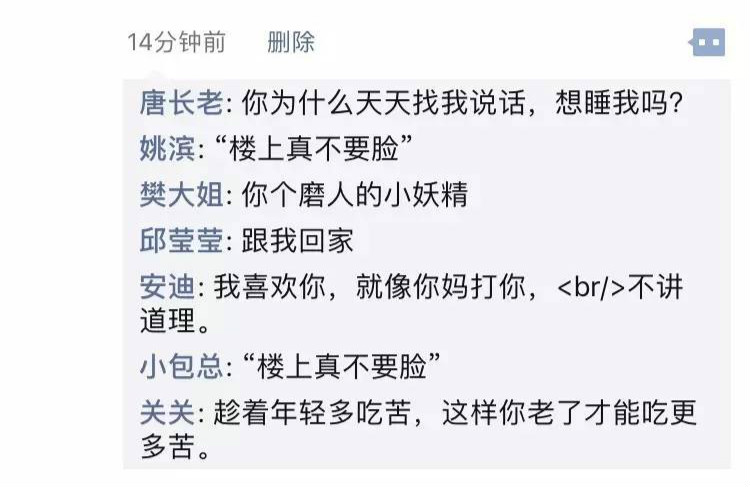 14分钟前 删除
唐长老: 你为什么天天找我说话，想睡我吗?
姚滨: “楼上真不要脸”
樊大姐: 你个磨人的小妖精
邱莹莹: 跟我回家
安迪: 我喜欢你，就像你妈打你，<br/>不讲
道理。
小包总: “楼上真不要脸”
关关: 趁着年轻多吃苦，这样你老了才能吃更
多苦。